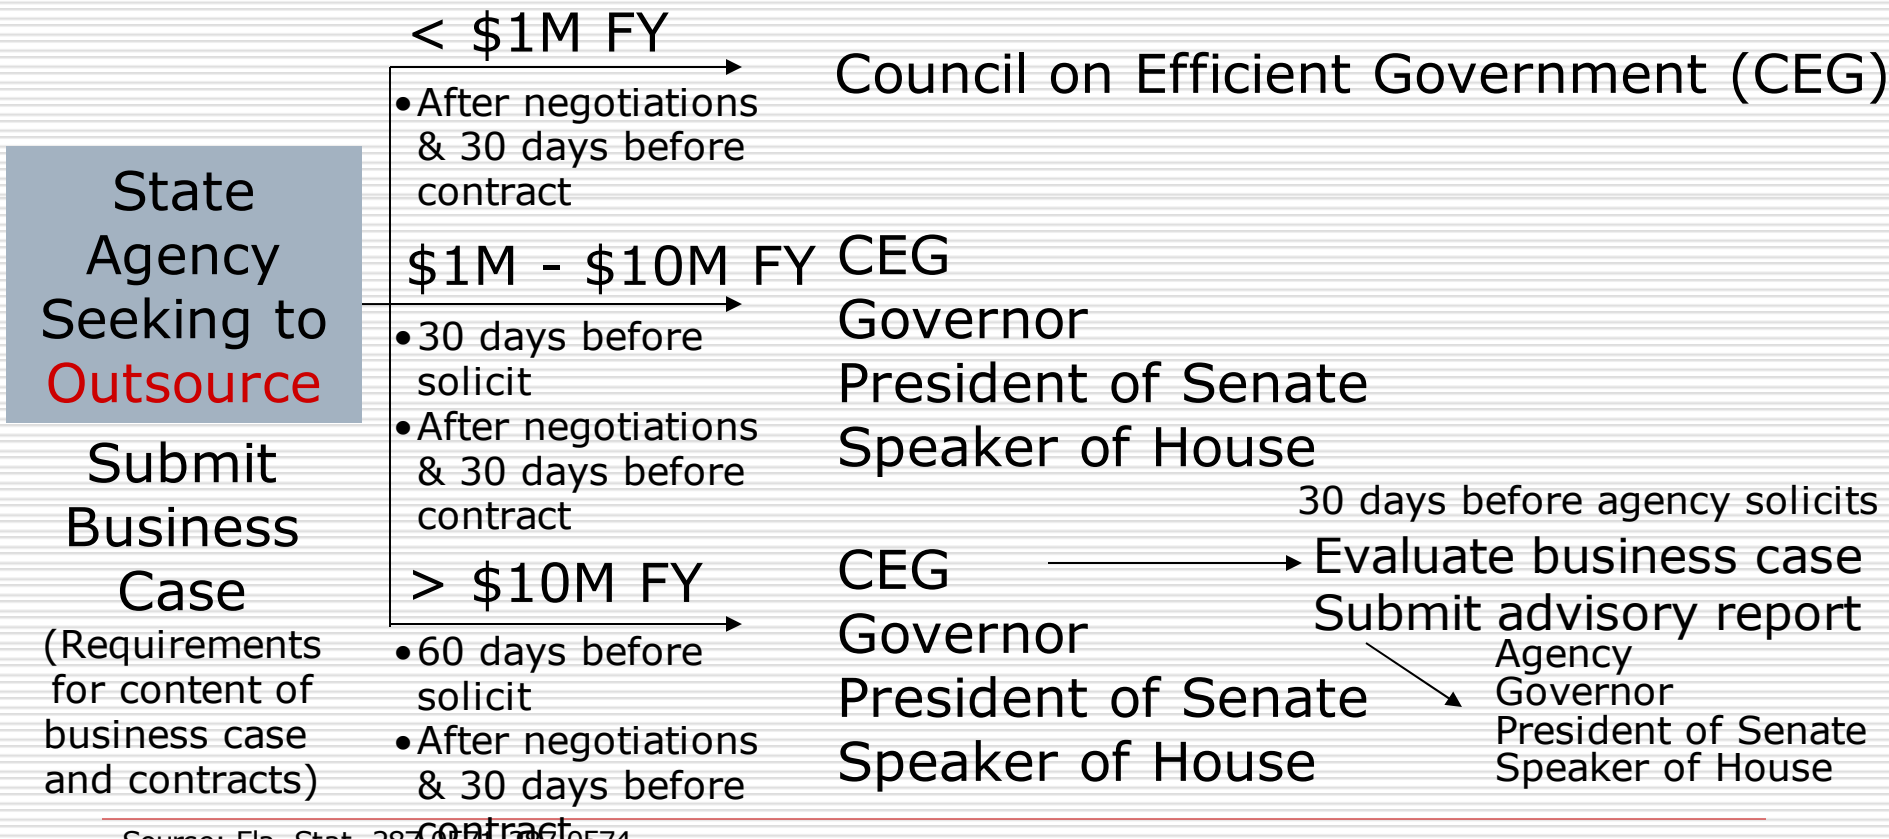 State
Agency
Seeking to
Outsource
Submit
Business
Case
(Requirements
for content of
business case
and contracts)
< $1M FY
•After negotiations
& 30 days before
contract
Council on Efficient Government (CEG)
$1M - $10M FY
•30 days before
solicit
•After negotiations
& 30 days before
contract
CEG
Governor
President of Senate
Speaker of House
> $10M FY
•60 days before
solicit
•After negotiations
& 30 days before
contract
CEG
Governor
President of Senate
Speaker of House
30 days before agency solicits
Evaluate business case
Submit advisory report
Agency
Governor
President of Senate
Speaker of House
Fla. Stat.